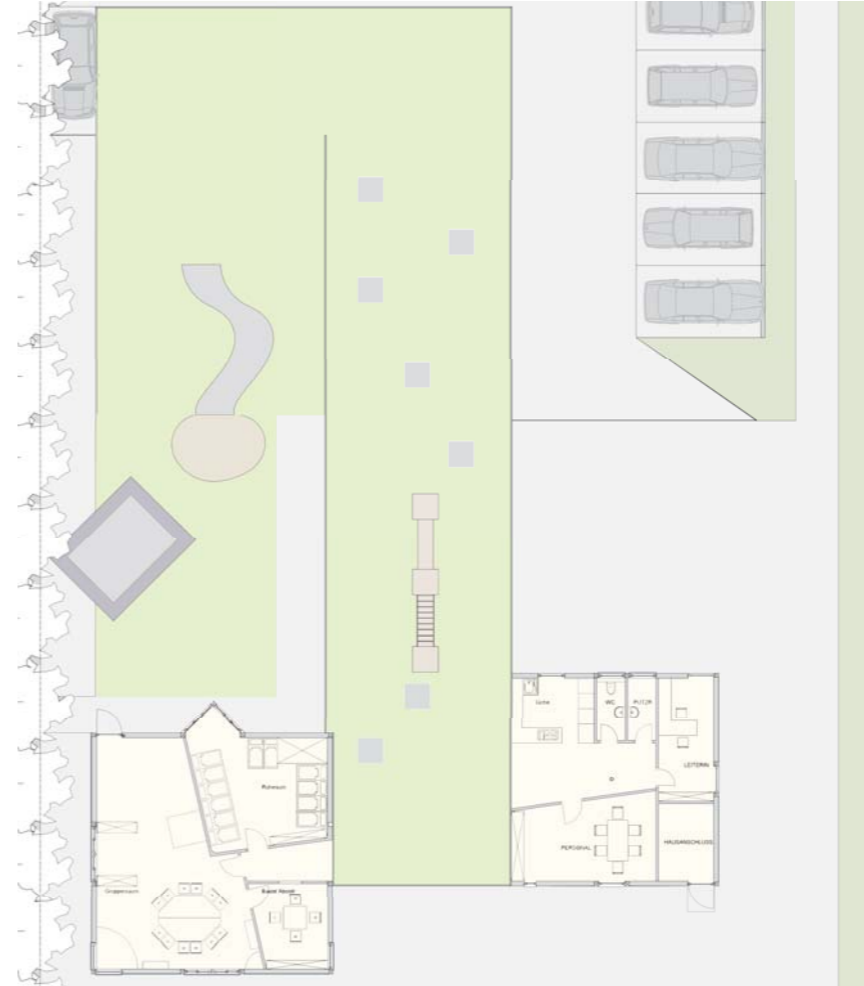 Küche
WC
PUTZR
LEITERIN
Ruheraum
PERSONAL
HAUSANSCHLUSS
Gruppenraum